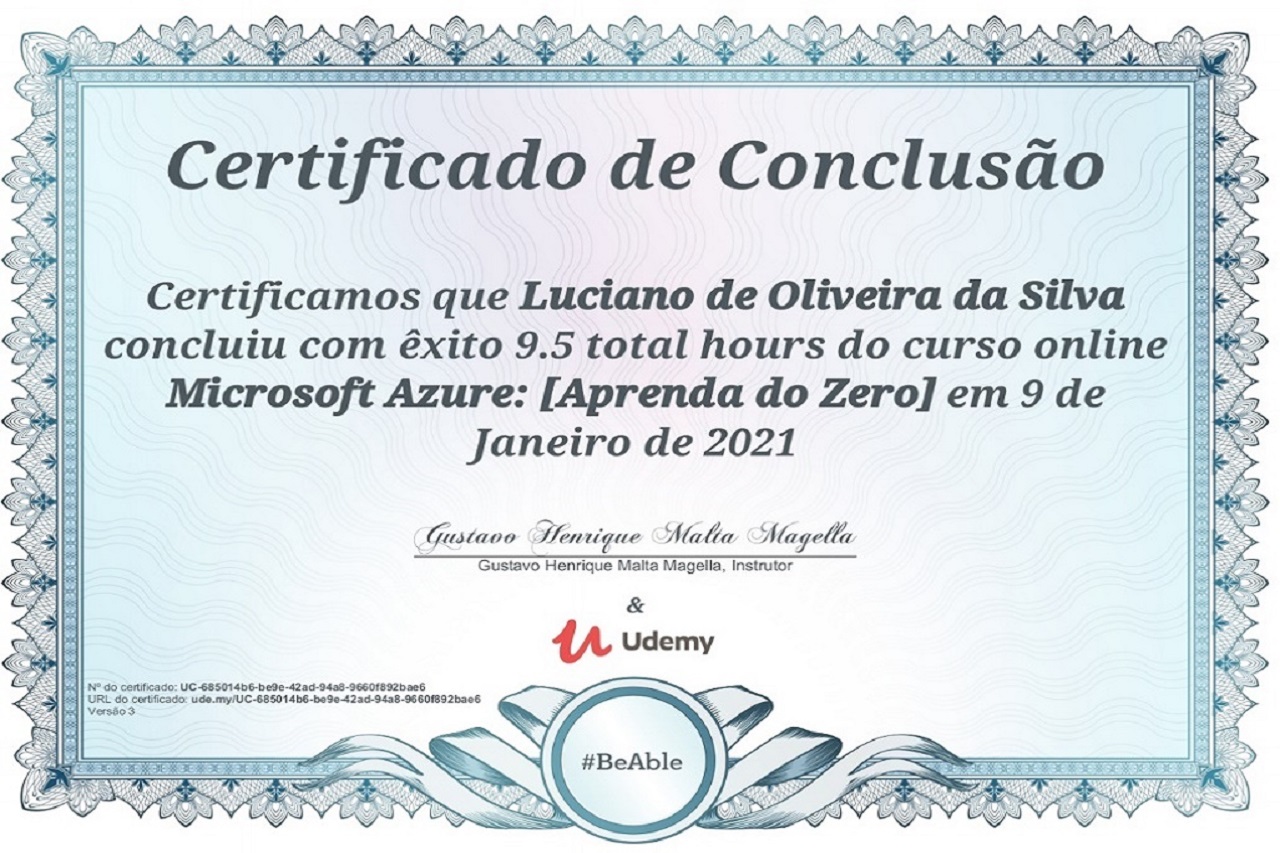 Certificado de Conclusão
Certificamos que Luciano de Oliveira da Silva
concluiu com êxito 9.5 total hours do curso online
Microsoft Azure: [Aprenda do Zero] em 9 de
Janeiro de 2021
Gustavo Henrique Malta Magella
Gustavo Henrique Malta Magella, Instrutor
&
Udemy
Nº do certificado: UC-685014b6-be9e-42ad-94a8-9660f892bae6
URL do certificado: ude.my/UC-685014b6-be9e-42ad-94a8-9660f892bae6
Versão 3
#BeAble